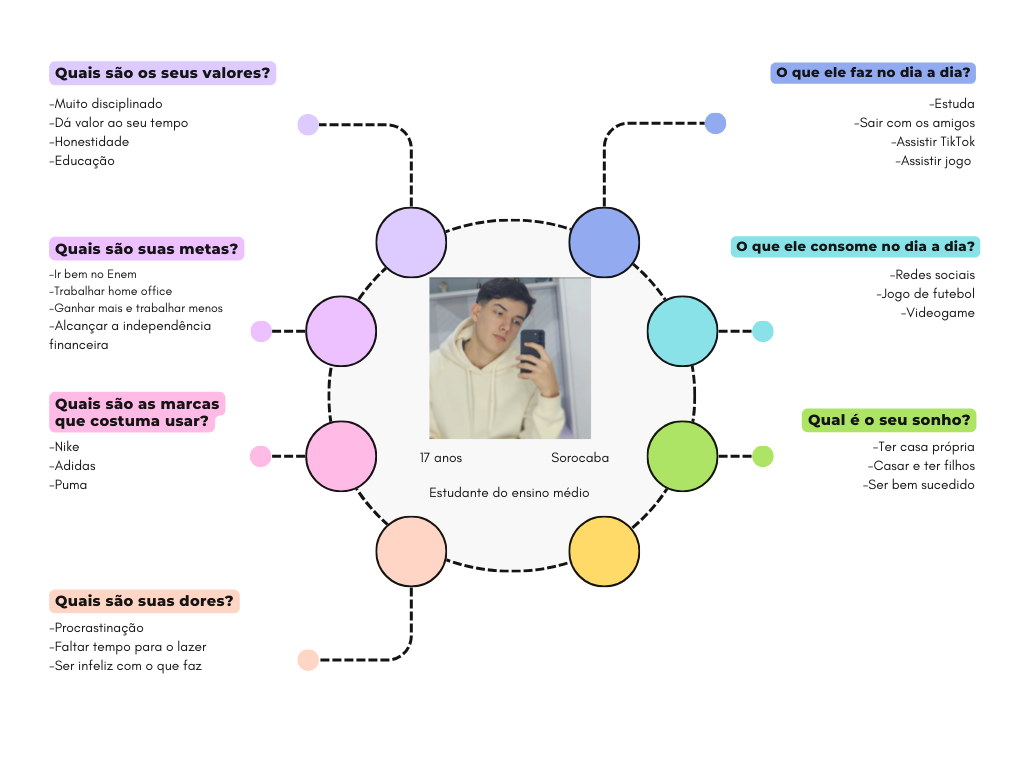 Quais são os seus valores?
-Muito disciplinado
-Dá valor ao seu tempo
-Honestidade
-Educação
Quais são suas metas?
-Ir bem no Enem
-Trabalhar home office
-Ganhar mais e trabalhar menos
-Alcançar a independência
financeira
Quais são as marcas
que costuma usar?
-Nike
-Adidas
-Puma
Quais são suas dores?
-Procrastinação
-Faltar tempo para o lazer
-Ser infeliz com o que faz
17 anos
Sorocaba
Estudante do ensino médio
O que ele faz no dia a dia?
-Estuda
-Sair com os amigos
-Assistir TikTok
-Assistir jogo
O que ele consome no dia a dia?
-Redes sociais
-Jogo de futebol
-Videogame
Qual é o seu sonho?
-Ter casa própria
-Casar e ter filhos
-Ser bem sucedido